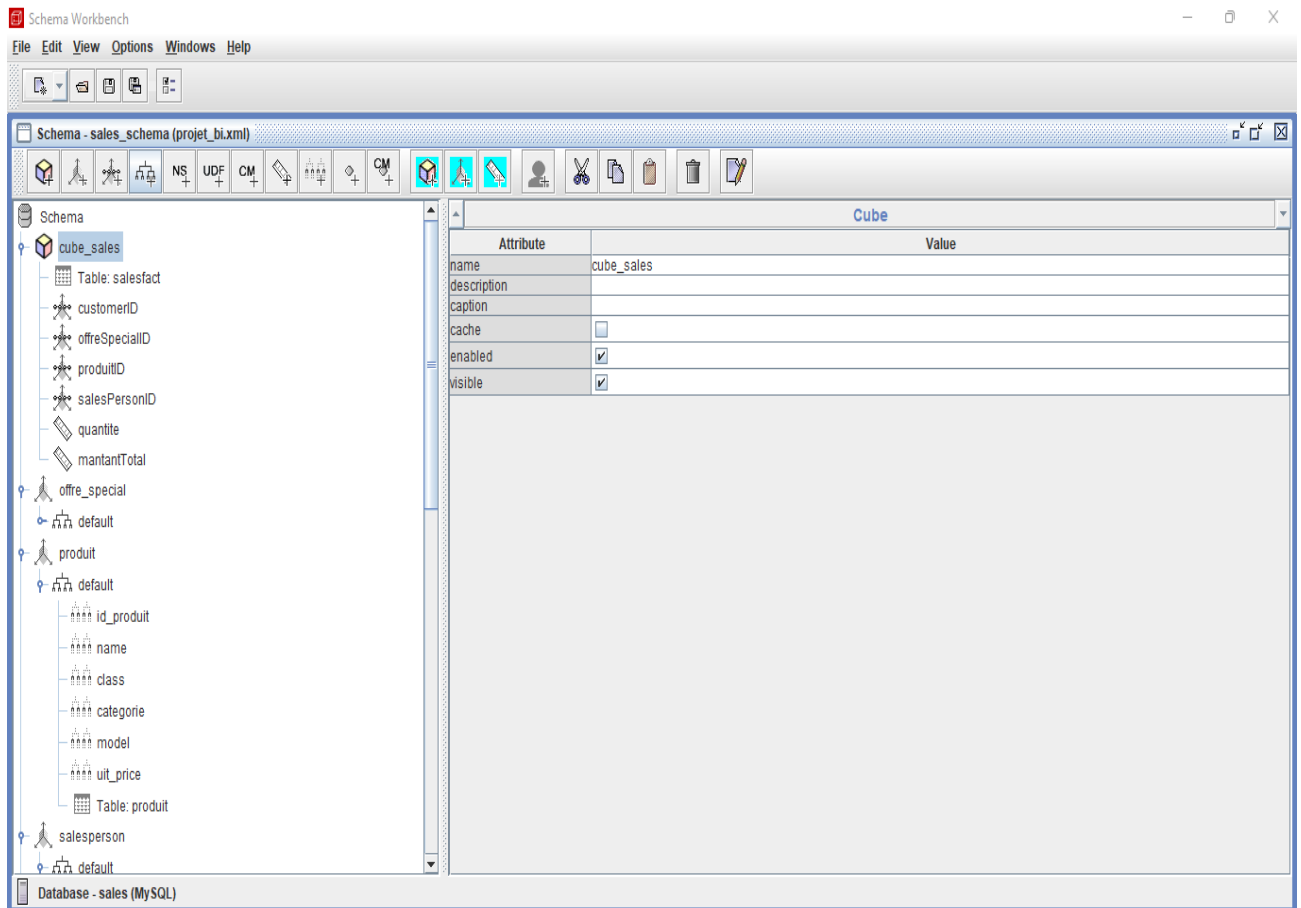 Schema Workbench
File Edit View Options Windows Help
Schema - sales_schema (projet_bi.xml)
NS UDF CM CM
Schema
cube_sales
Table: salesfact
customerID
offreSpecialID
produitID
salesPersonID
quantite
mantantTotal
offre_special
default
produit
default
id_produit
name
class
categorie
model
uit_price
Table: produit
salesperson
default
Cube
Attribute Value
name cube_sales
description
caption
cache
enabled
visible
Database - sales (MySQL)